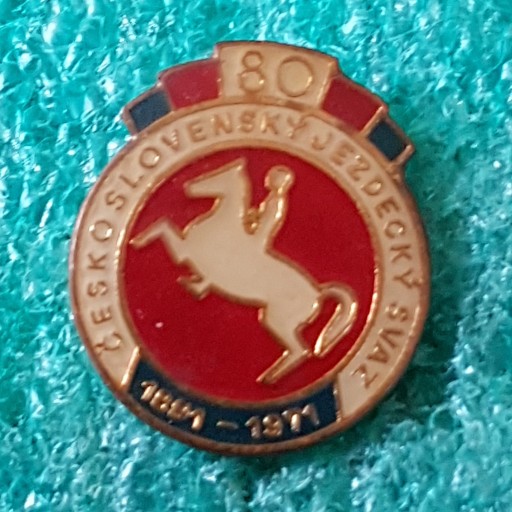 80
ČESKOSLOVENSKÝ JEZDECKÝ SVAZ
1891 - 1971